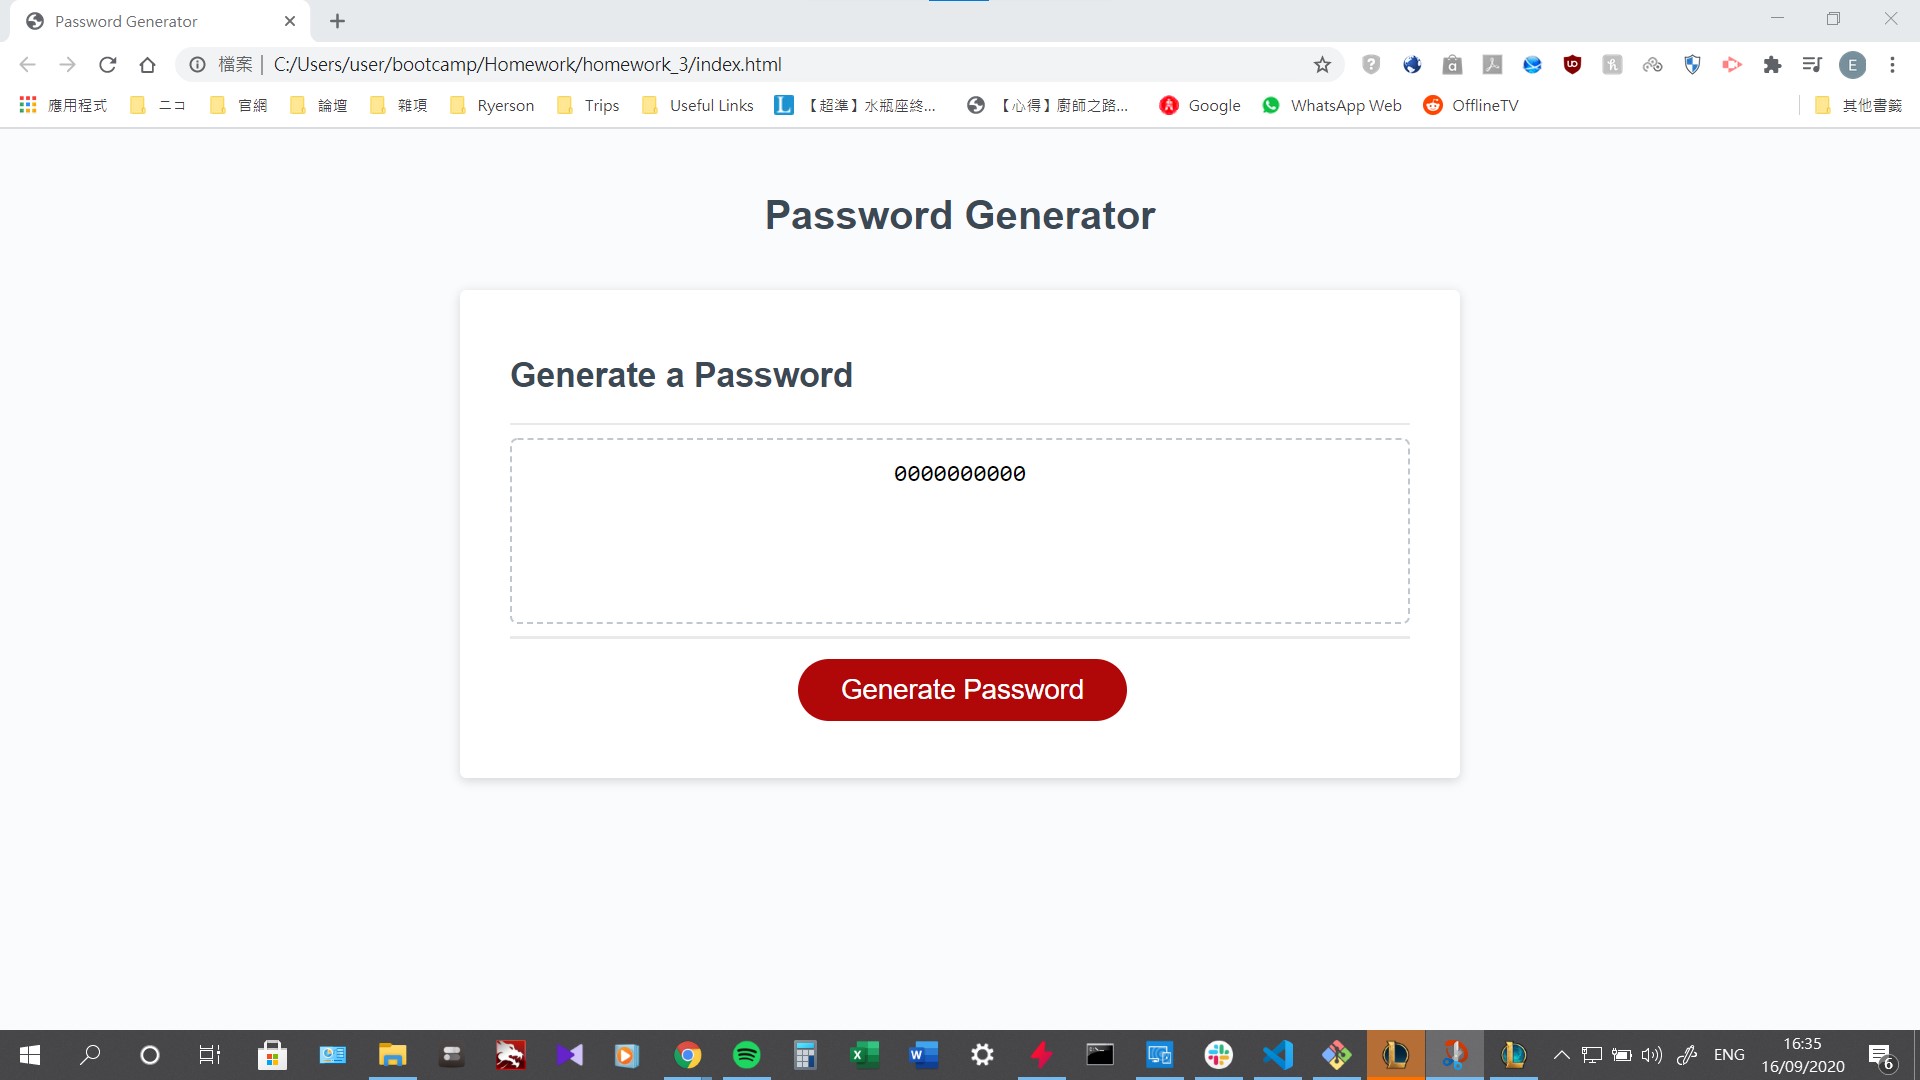 Password Generator
檔案 | C:/Users/user/bootcamp/Homework/homework_3/index.html
E
應用程式 ニコ 官網 論壇 雜項 Ryerson Trips Useful Links 【超準】水瓶座終... 【心得】廚師之路... Google WhatsApp Web OfflineTV 其他書籤
Password Generator
Generate a Password
0000000000
Generate Password
ENG
16:35
16/09/2020
6